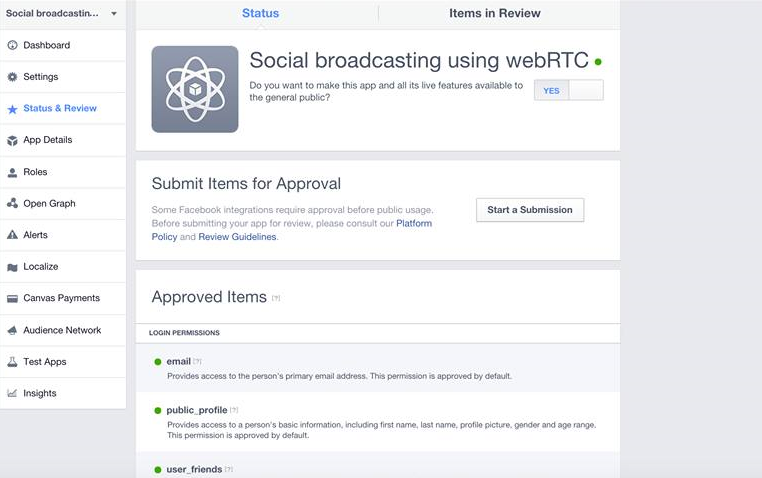 Social broadcastin...
Dashboard
Settings
Status & Review
App Details
Roles
Open Graph
Alerts
Localize
Canvas Payments
Audience Network
Test Apps
Insights
Status
Items in Review
Social broadcasting using webRTC
Do you want to make this app and all its live features available to
the general public?
YES
Submit Items for Approval
Some Facebook integrations require approval before public usage.
Before submitting your app for review, please consult our Platform
Policy and Review Guidelines.
Start a Submission
Approved Items [?]
LOGIN PERMISSIONS
email [?]
Provides access to the person's primary email address. This permission is approved by default.
public_profile [?]
Provides access to a person's basic information, including first name, last name, profile picture, gender and age range.
This permission is approved by default.
user_friends [?]